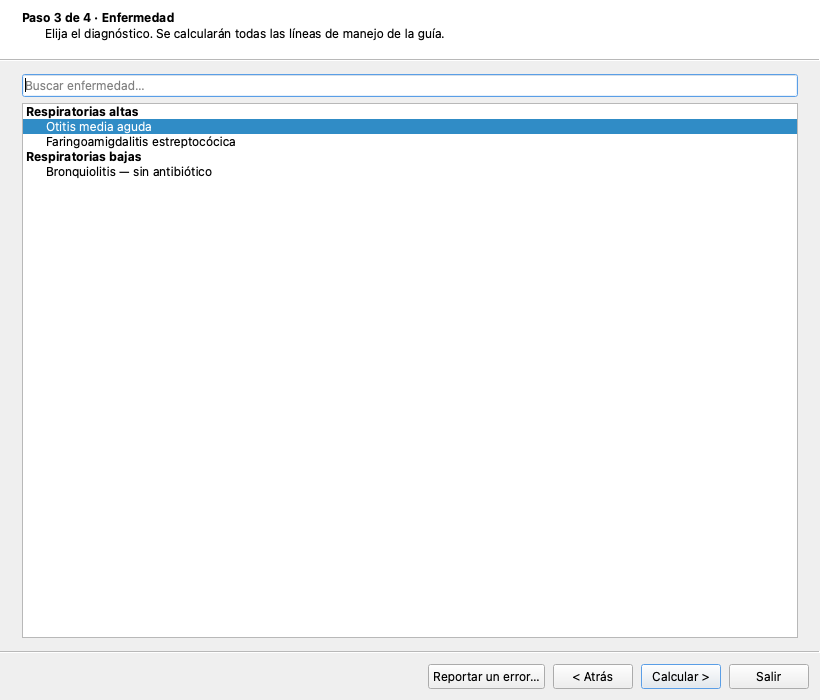 Paso 3 de 4 · Enfermedad
Elija el diagnóstico. Se calcularán todas las líneas de manejo de la guía.
Buscar enfermedad...
Respiratorias altas
Otitis media aguda
Faringoamigdalitis estreptocócica
Respiratorias bajas
Bronquiolitis — sin antibiótico
Reportar un error...
< Atrás
Calcular >
Salir